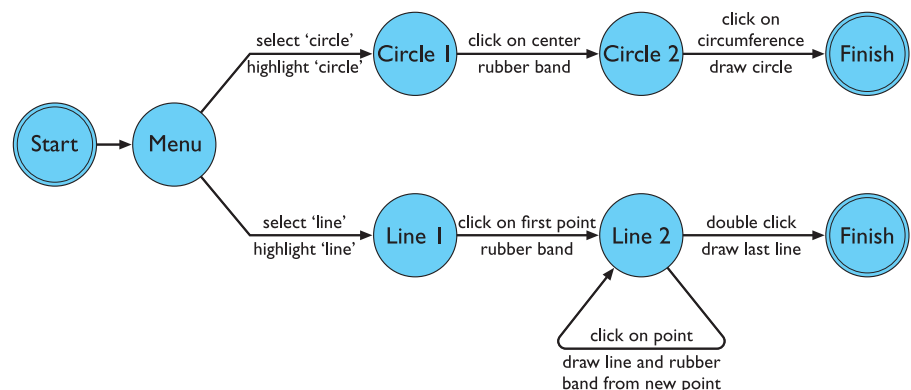 Start
Menu
select ‘circle’
highlight ‘circle’
Circle 1
click on center
rubber band
Circle 2
click on
circumference
draw circle
Finish
select ‘line’
highlight ‘line’
Line 1
click on first point
rubber band
Line 2
double click
draw last line
Finish
click on point
draw line and rubber
band from new point